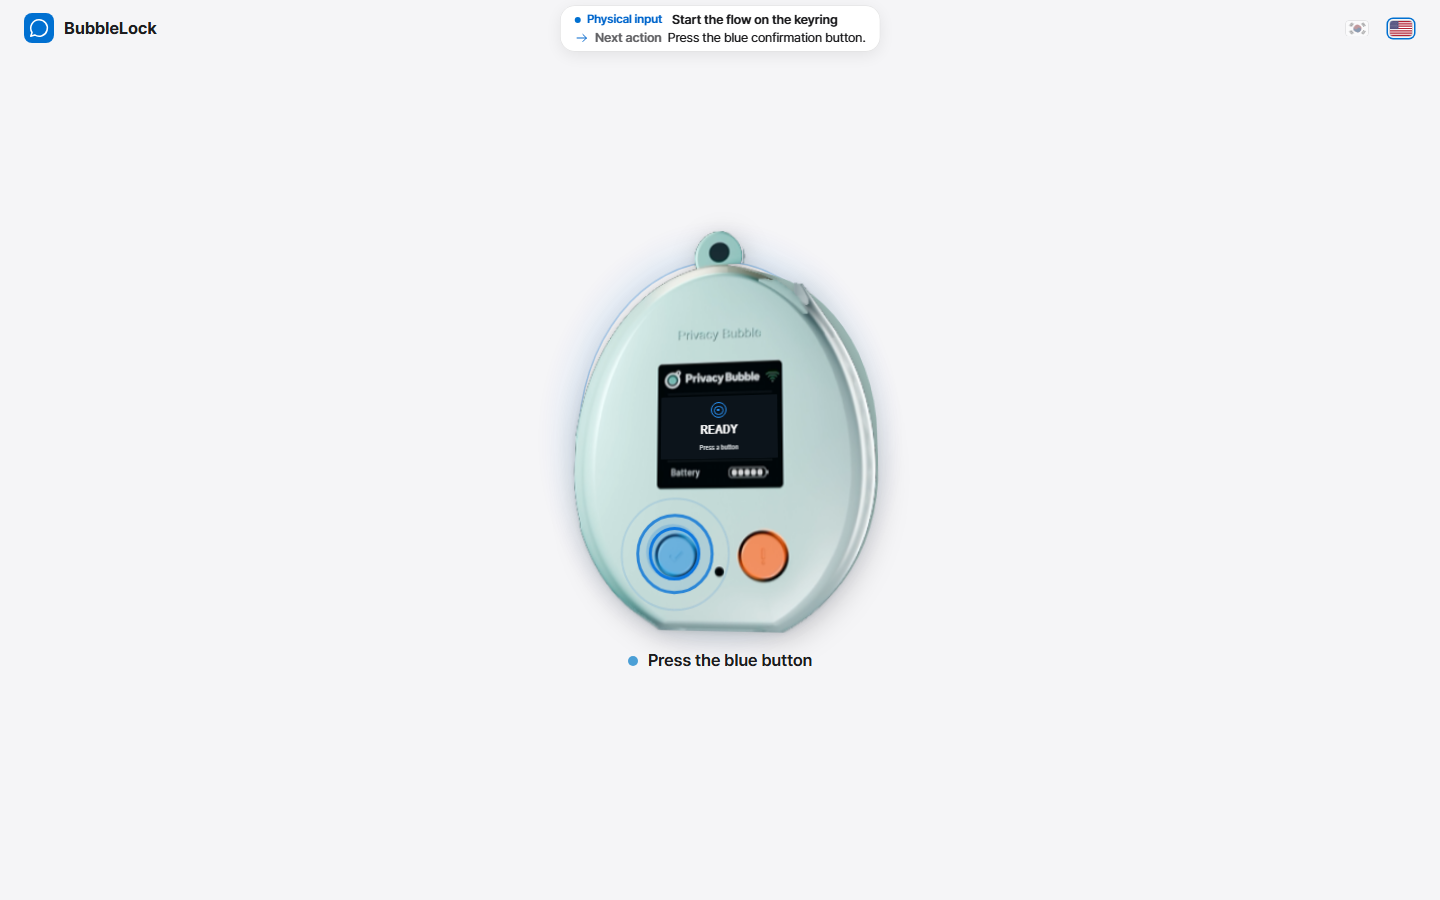 BubbleLock
Physical input Start the flow on the keyring
Next action Press the blue confirmation button.
Privacy Bubble
Privacy Bubble
READY
Press a button
Battery
Press the blue button